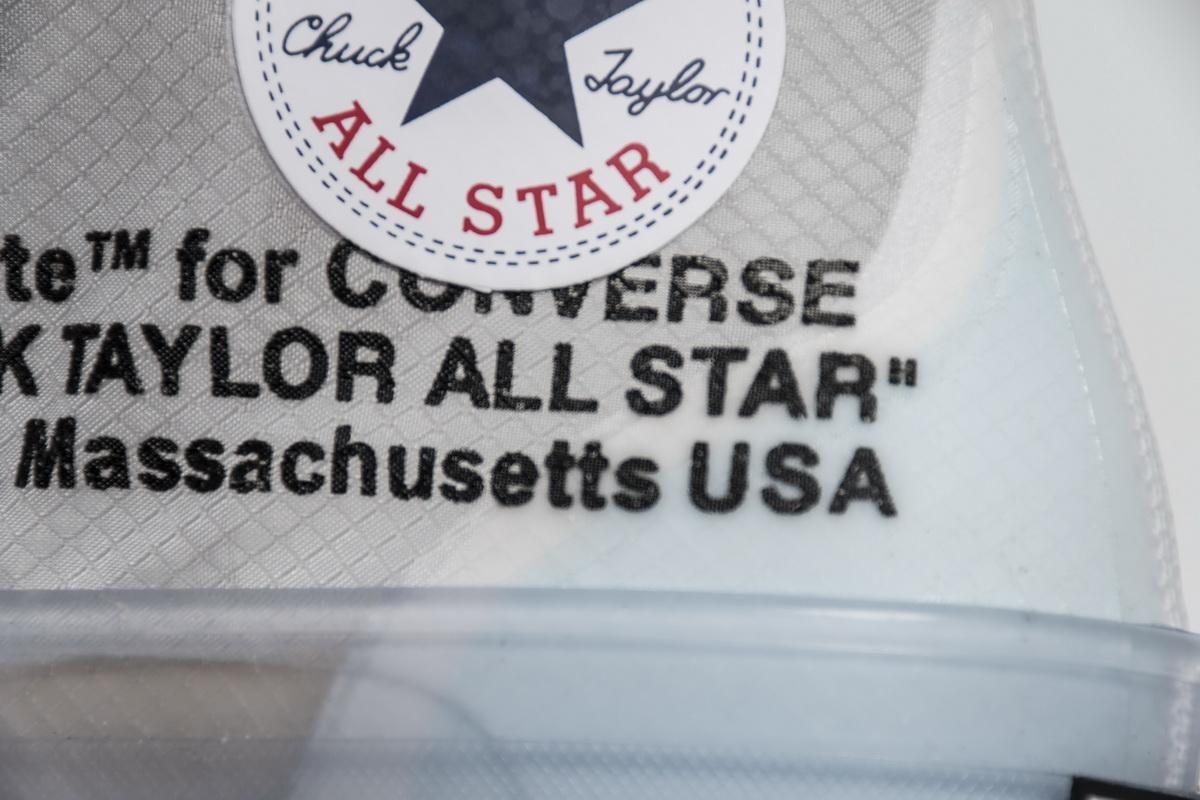 Chuck Taylor
ALL STAR
te™ for CONVERSE
K TAYLOR ALL STAR"
Massachusetts USA